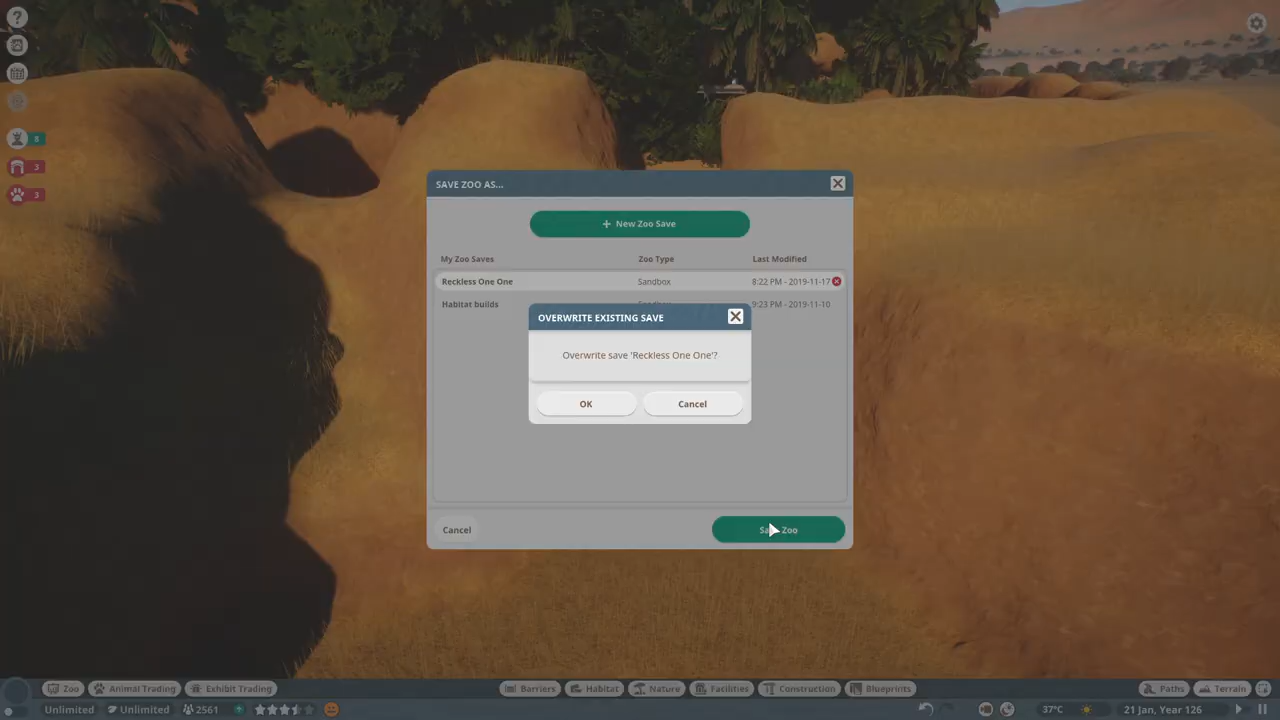 ?
8
3
3
SAVE ZOO AS...
+ New Zoo Save
My Zoo Saves Zoo Type Last Modified
Reckless One One Sandbox 8:22 PM - 2019-11-17
Habitat builds Sandbox 9:23 PM - 2019-11-10
OVERWRITE EXISTING SAVE
Overwrite save 'Reckless One One'?
OK Cancel
Cancel Save Zoo
Zoo Animal Trading Exhibit Trading Barriers Habitat Nature Facilities Construction Blueprints Paths Terrain
Unlimited Unlimited 2561 37°C 21 Jan, Year 126